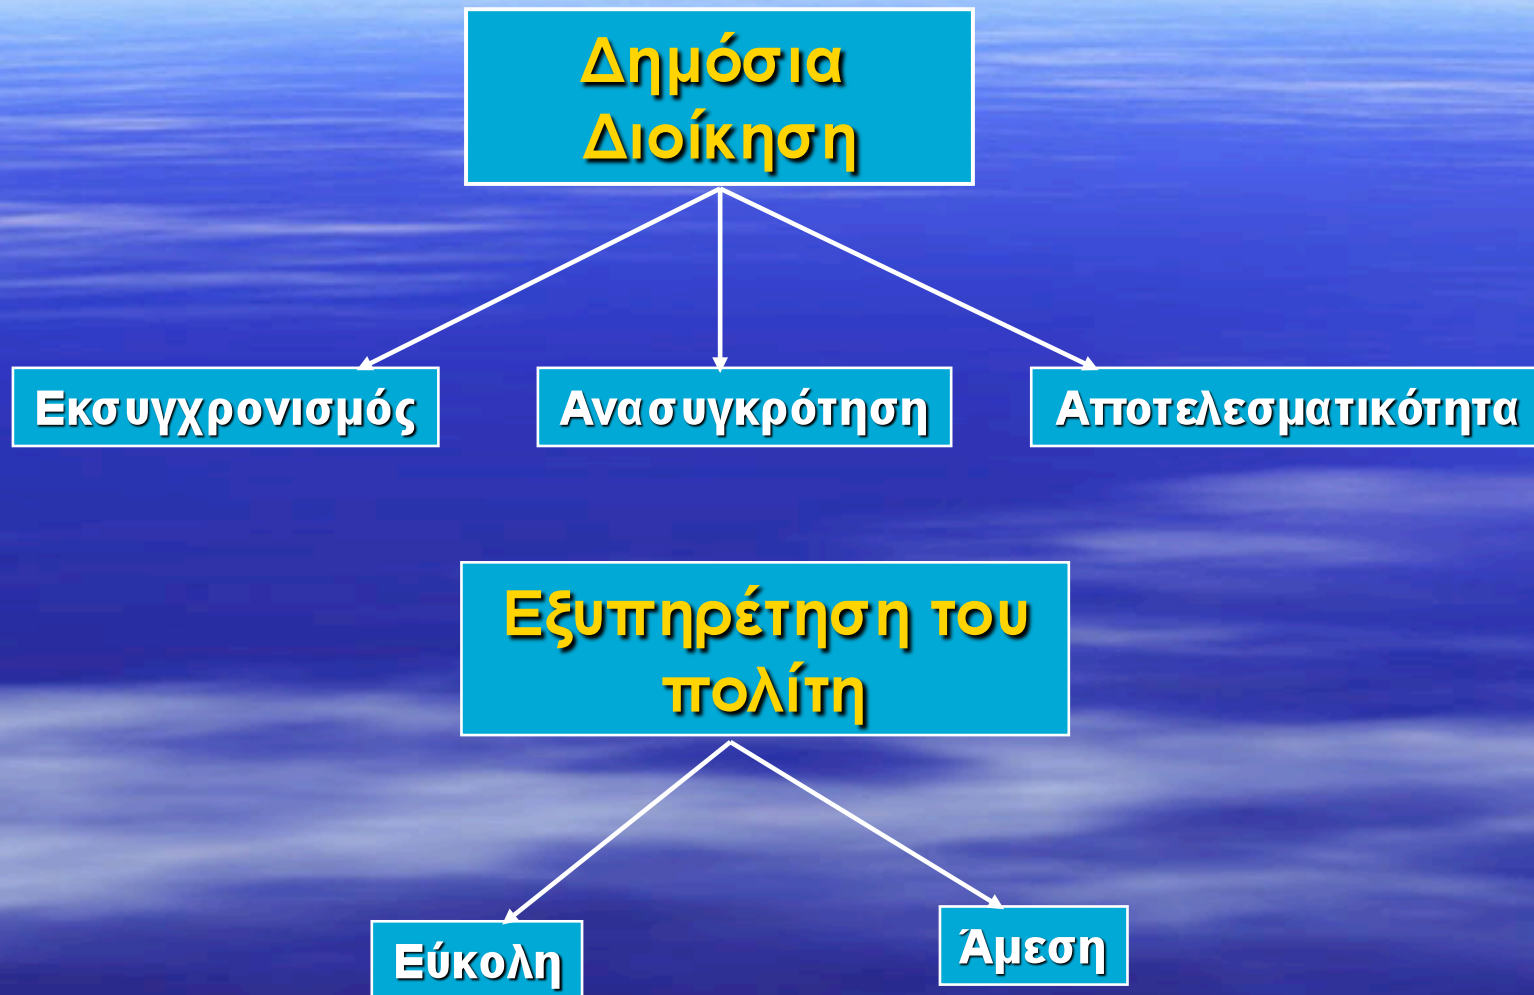 Δημόσια
Διοίκηση
Εκσυγχρονισμός
Ανασυγκρότηση
Αποτελεσματικότητα
Εξυπηρέτηση του
πολίτη
Εύκολη
Άμεση